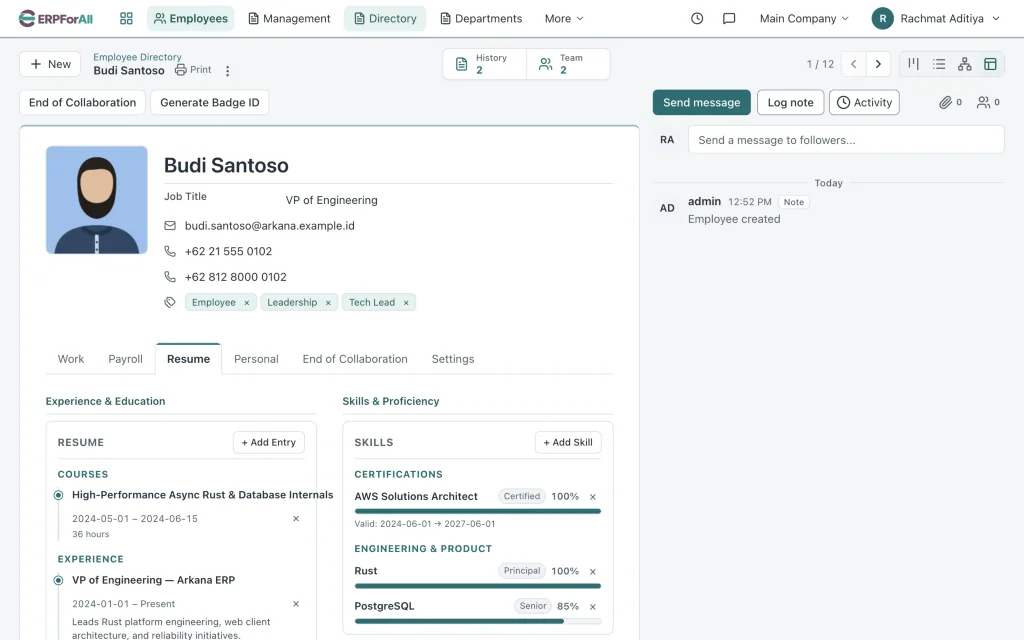 ERPForAll
Employees
Management
Directory
Departments
More
Main Company
R
Rachmat Aditiya
New
Employee Directory
Budi Santoso
Print
History
2
Team
2
1 / 12
End of Collaboration
Generate Badge ID
Send message
Log note
Activity
0
0
RA
Send a message to followers...
Today
AD
admin 12:52 PM Note
Employee created
Budi Santoso
Job Title
VP of Engineering
budi.santoso@arkana.example.id
+62 21 555 0102
+62 812 8000 0102
Employee ×
Leadership ×
Tech Lead ×
Work
Payroll
Resume
Personal
End of Collaboration
Settings
Experience & Education
RESUME
+ Add Entry
COURSES
High-Performance Async Rust & Database Internals
2024-05-01 – 2024-06-15 ×
36 hours
EXPERIENCE
VP of Engineering — Arkana ERP
2024-01-01 – Present ×
Leads Rust platform engineering, web client
architecture, and reliability initiatives.
Skills & Proficiency
SKILLS
+ Add Skill
CERTIFICATIONS
AWS Solutions Architect Certified 100% ×
Valid: 2024-06-01 → 2027-06-01
ENGINEERING & PRODUCT
Rust Principal 100% ×
PostgreSQL Senior 85% ×